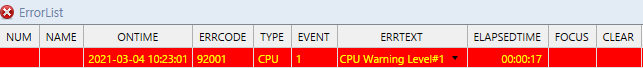 ErrorList
NUM NAME ONTIME ERRCODE TYPE EVENT ERRTEXT ELAPSEDTIME FOCUS CLEAR
2021-03-04 10:23:01 92001 CPU 1 CPU Warning Level#1 00:00:17